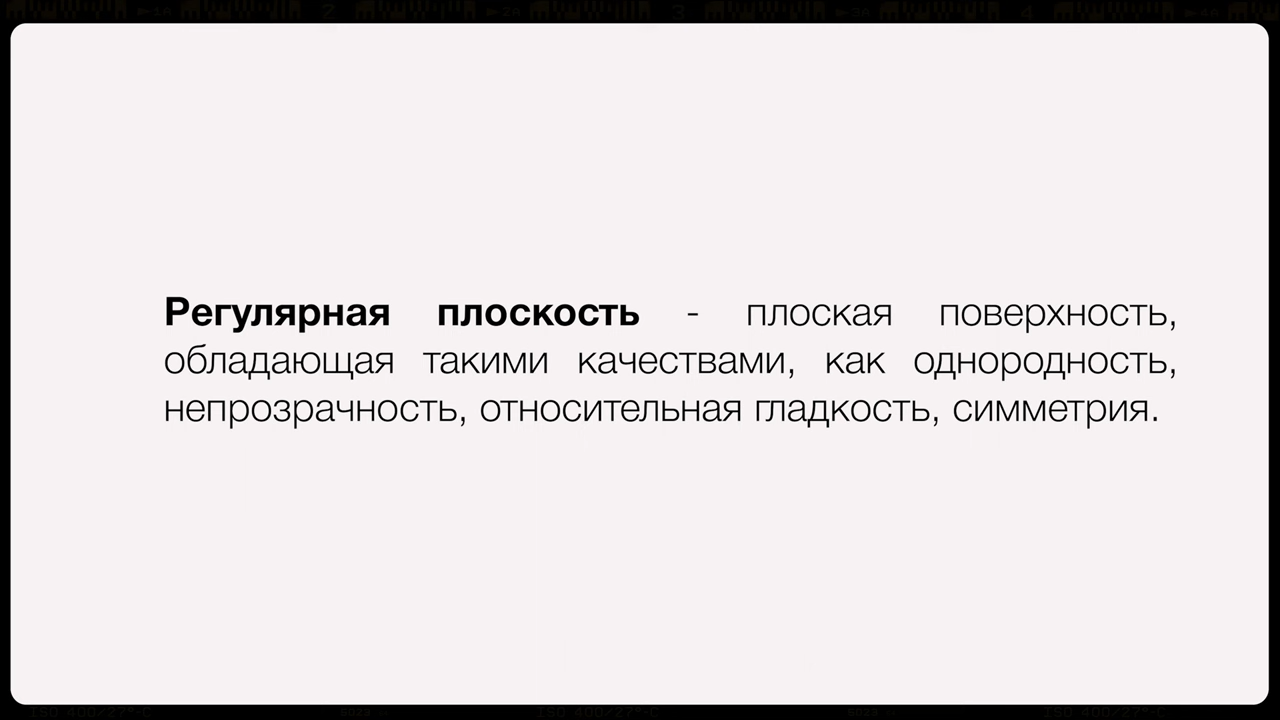 Регулярная плоскость - плоская поверхность,
обладающая такими качествами, как однородность,
непрозрачность, относительная гладкость, симметрия.